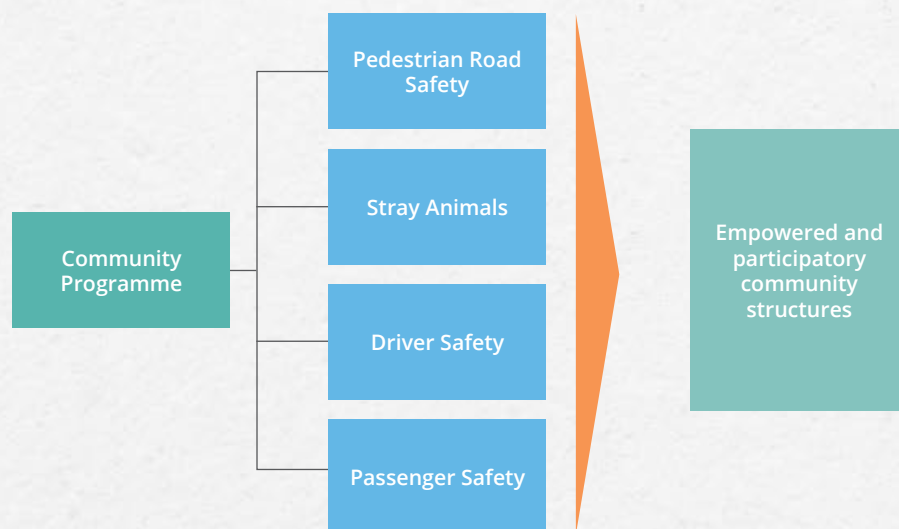 Pedestrian Road
Safety
Stray Animals
Community
Programme
Driver Safety
Passenger Safety
Empowered and
participatory
community
structures